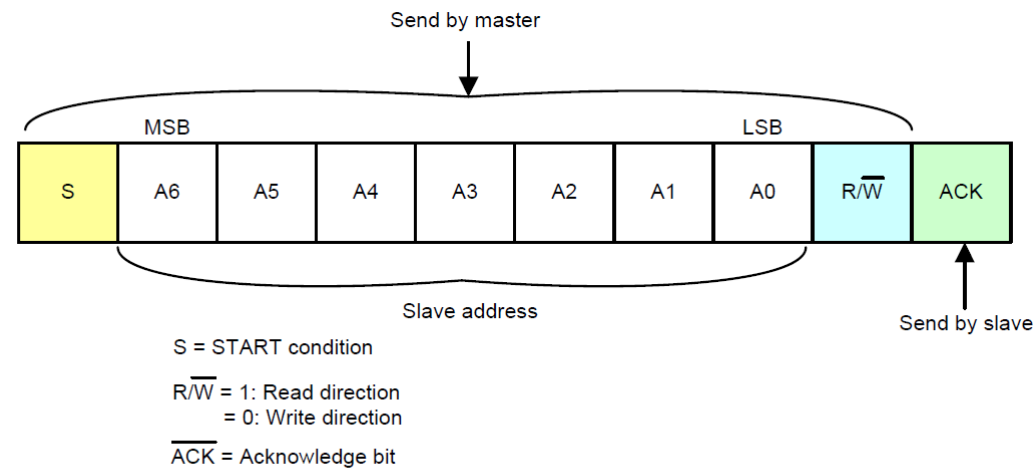 Send by master
MSB LSB
S A6 A5 A4 A3 A2 A1 A0 R/W̅ ACK
Slave address
Send by slave
S = START condition
R/W̅ = 1: Read direction
= 0: Write direction
A̅C̅K̅ = Acknowledge bit